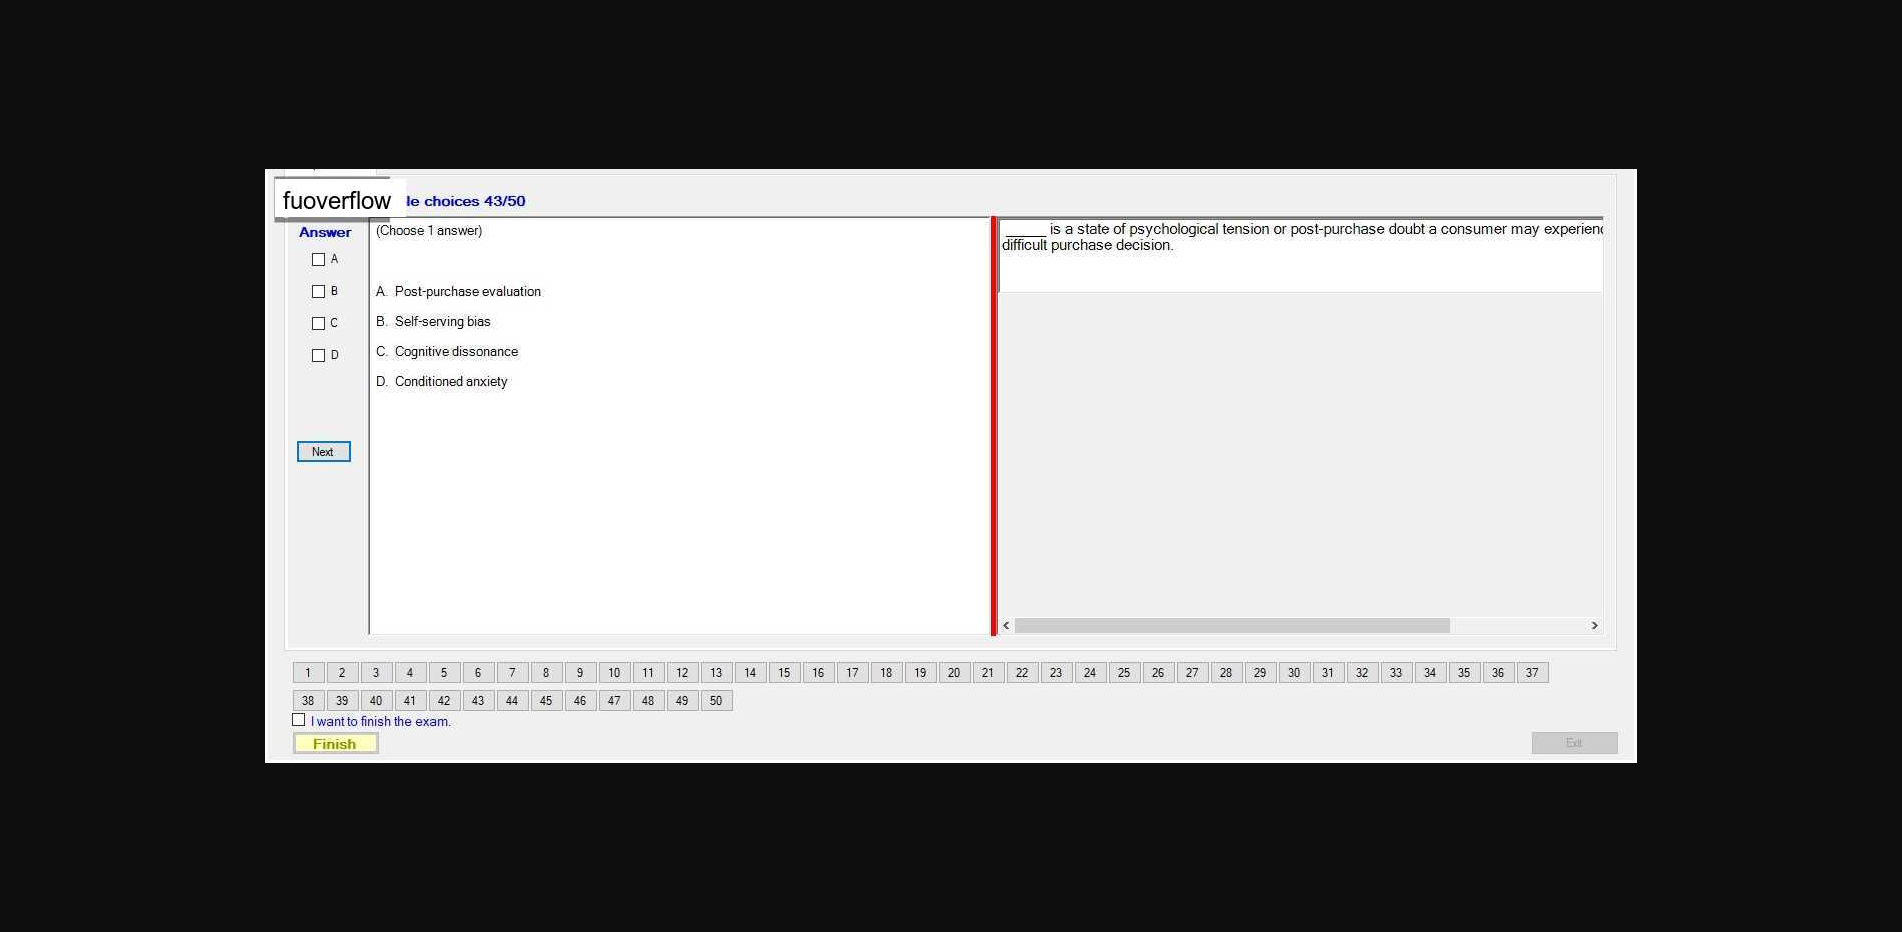 fuoverflow
le choices 43/50
Answer
(Choose 1 answer)
A
B
C
D
A. Post-purchase evaluation
B. Self-serving bias
C. Cognitive dissonance
D. Conditioned anxiety
Next
_____ is a state of psychological tension or post-purchase doubt a consumer may experienc
difficult purchase decision.
1 2 3 4 5 6 7 8 9 10 11 12 13 14 15 16 17 18 19 20 21 22 23 24 25 26 27 28 29 30 31 32 33 34 35 36 37
38 39 40 41 42 43 44 45 46 47 48 49 50
I want to finish the exam.
Finish
Exit